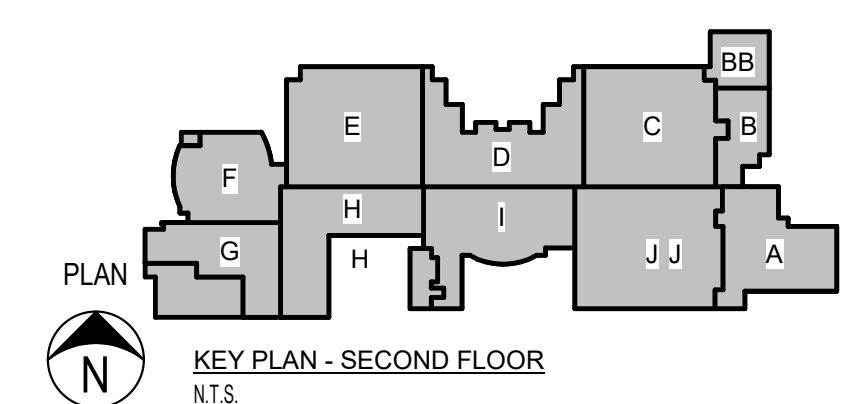 BB
E
C
B
D
F
H
I
G
H
J J
A
PLAN
N
KEY PLAN - SECOND FLOOR
N.T.S.